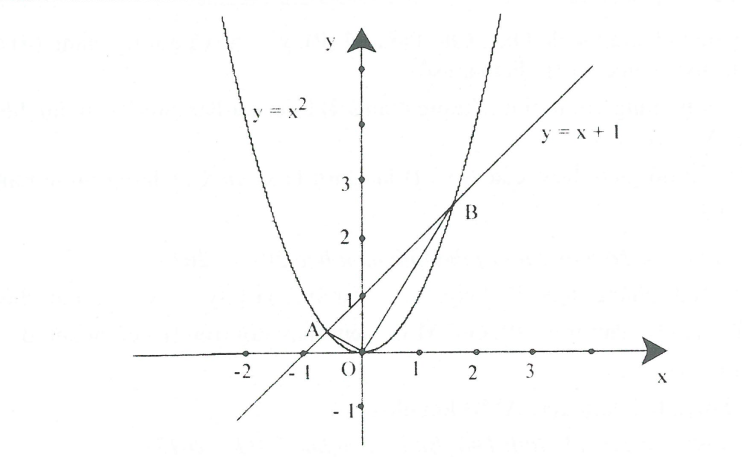 y
y = x²
y = x + 1
3
B
2
1
A
-2 -1 O 1 2 3 x
-1